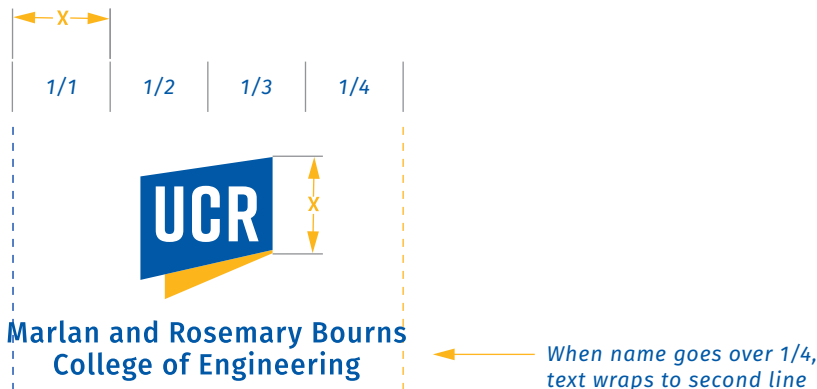 X
1/1 1/2 1/3 1/4
UCR
X
Marlan and Rosemary Bourns
College of Engineering
When name goes over 1/4,
text wraps to second line